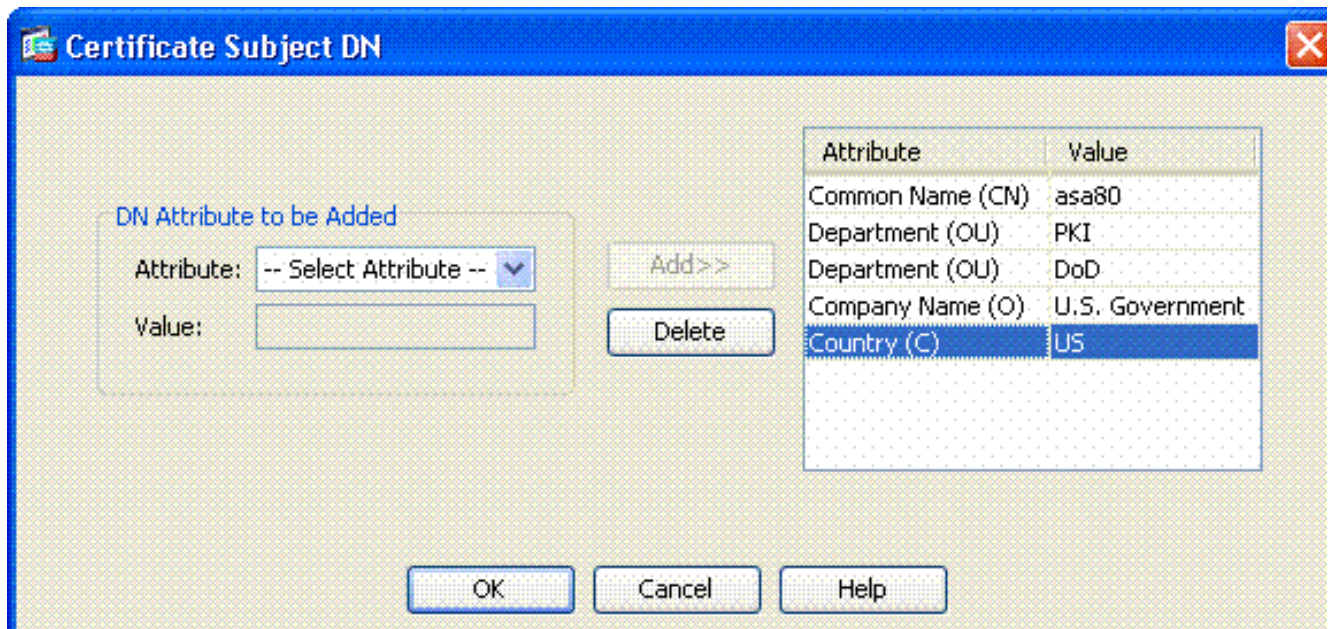 Certificate Subject DN
DN Attribute to be Added
Attribute: -- Select Attribute --
Value:
Add>>
Delete
Attribute Value
Common Name (CN) asa80
Department (OU) PKI
Department (OU) DoD
Company Name (O) U.S. Government
Country (C) US
OK Cancel Help